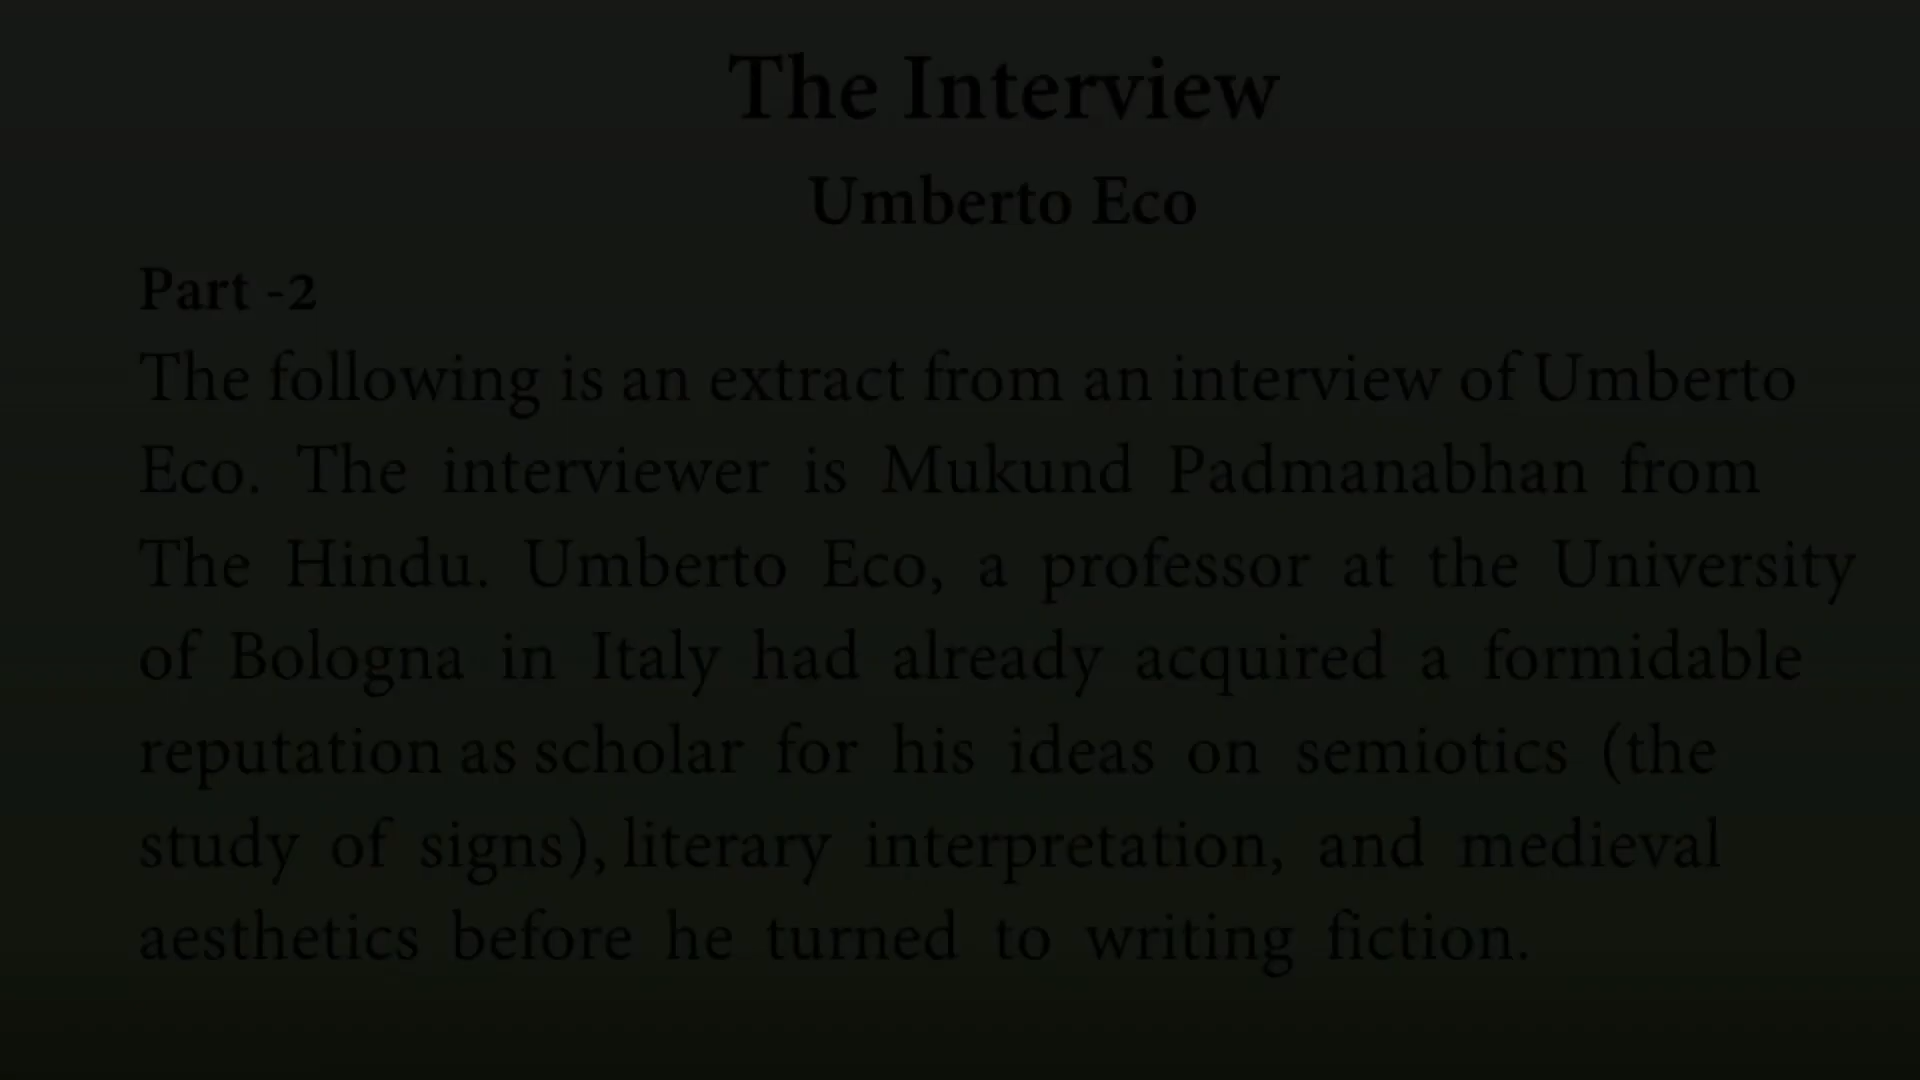 The Interview
Umberto Eco
Part -2
The following is an extract from an interview of Umberto
Eco. The interviewer is Mukund Padmanabhan from
The Hindu. Umberto Eco, a professor at the University
of Bologna in Italy had already acquired a formidable
reputation as scholar for his ideas on semiotics (the
study of signs), literary interpretation, and medieval
aesthetics before he turned to writing fiction.